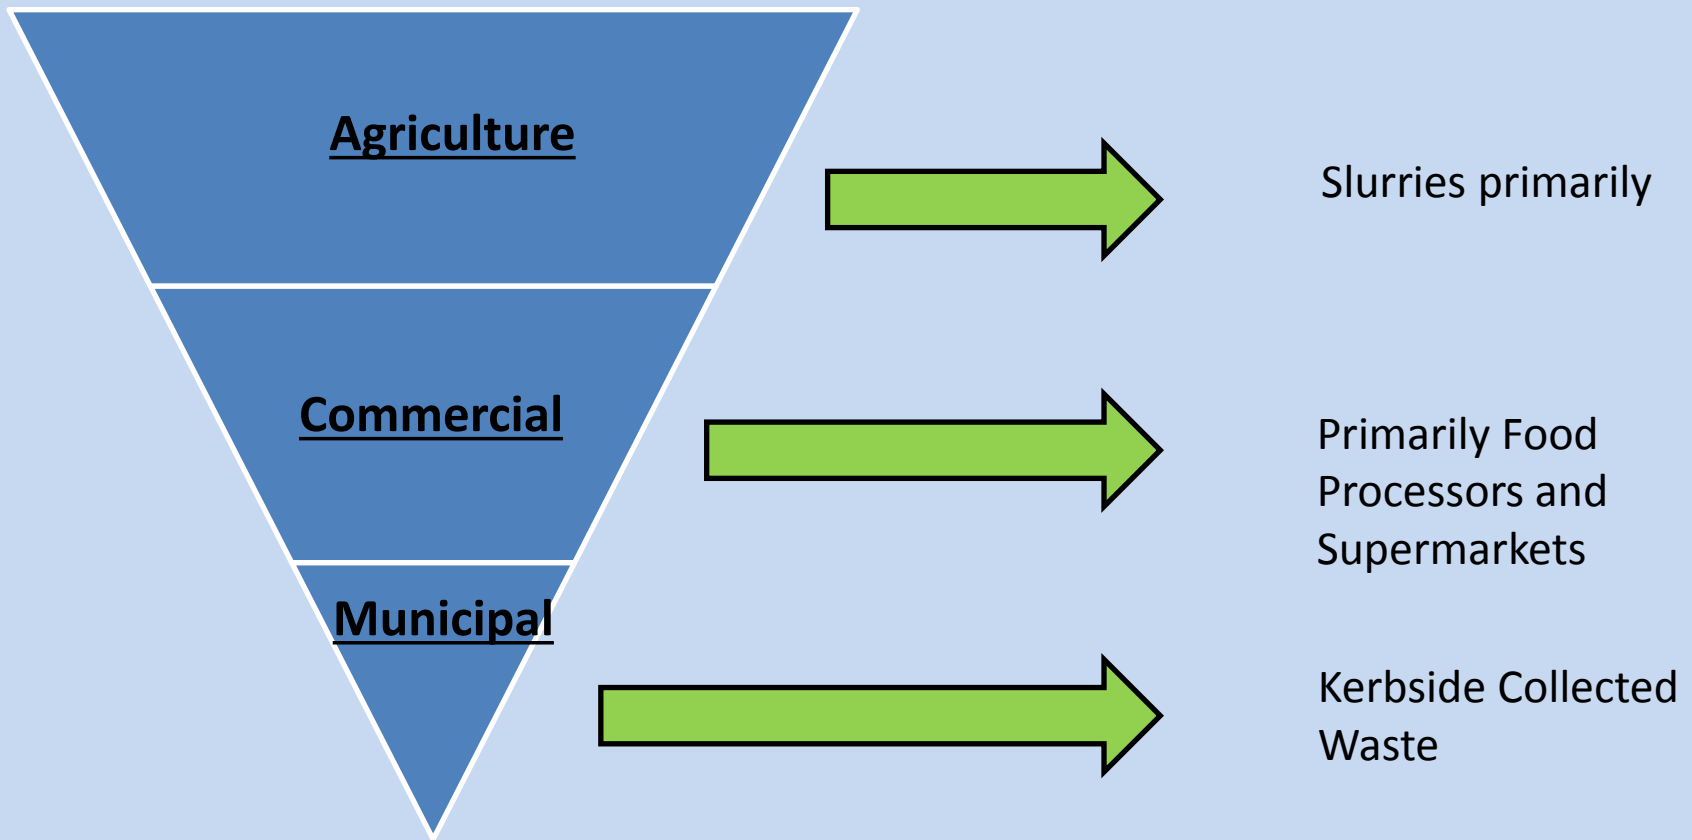 Agriculture
Slurries primarily
Commercial
Primarily Food
Processors and
Supermarkets
Municipal
Kerbside Collected
Waste